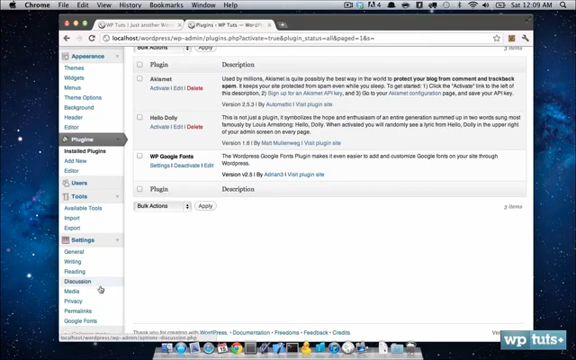 Chrome File Edit View History Bookmarks Window Help
Sat 12:09 AM
WP Tuts | Just another Wor
Plugins ‹ WP Tuts — WordPr
localhost/wordpress/wp-admin/plugins.php?activate=true&plugin_status=all&paged=1&s=
Appearance
Themes
Widgets
Menus
Theme Options
Background
Header
Editor
Plugins
Installed Plugins
Add New
Editor
Users
Tools
Available Tools
Import
Export
Settings
General
Writing
Reading
Discussion
Media
Privacy
Permalinks
Google Fonts
Bulk Actions Apply 3 items
Plugin Description
Akismet
Activate | Edit | Delete
Used by millions, Akismet is quite possibly the best way in the world to protect your blog from comment and trackback
spam. It keeps your site protected from spam even while you sleep. To get started: 1) Click the "Activate" link to the left
of this description, 2) Sign up for an Akismet API key, and 3) Go to your Akismet configuration page, and save your API key.
Version 2.5.3 | By Automattic | Visit plugin site
Hello Dolly
Activate | Edit | Delete
This is not just a plugin, it symbolizes the hope and enthusiasm of an entire generation summed up in two words sung most
famously by Louis Armstrong: Hello, Dolly. When activated you will randomly see a lyric from Hello, Dolly in the upper right
of your admin screen on every page.
Version 1.6 | By Matt Mullenweg | Visit plugin site
WP Google Fonts
Settings | Deactivate | Edit
The Wordpress Google Fonts Plugin makes it even easier to add and customize Google fonts on your site through
Wordpress.
Version v2.5 | By Adrian3 | Visit plugin site
Plugin Description
Bulk Actions Apply 3 items
localhost/wordpress/wp-admin/options-discussion.php
Thank you for creating with WordPress. • Documentation • Freedoms • Feedback • Credits
wp tuts+